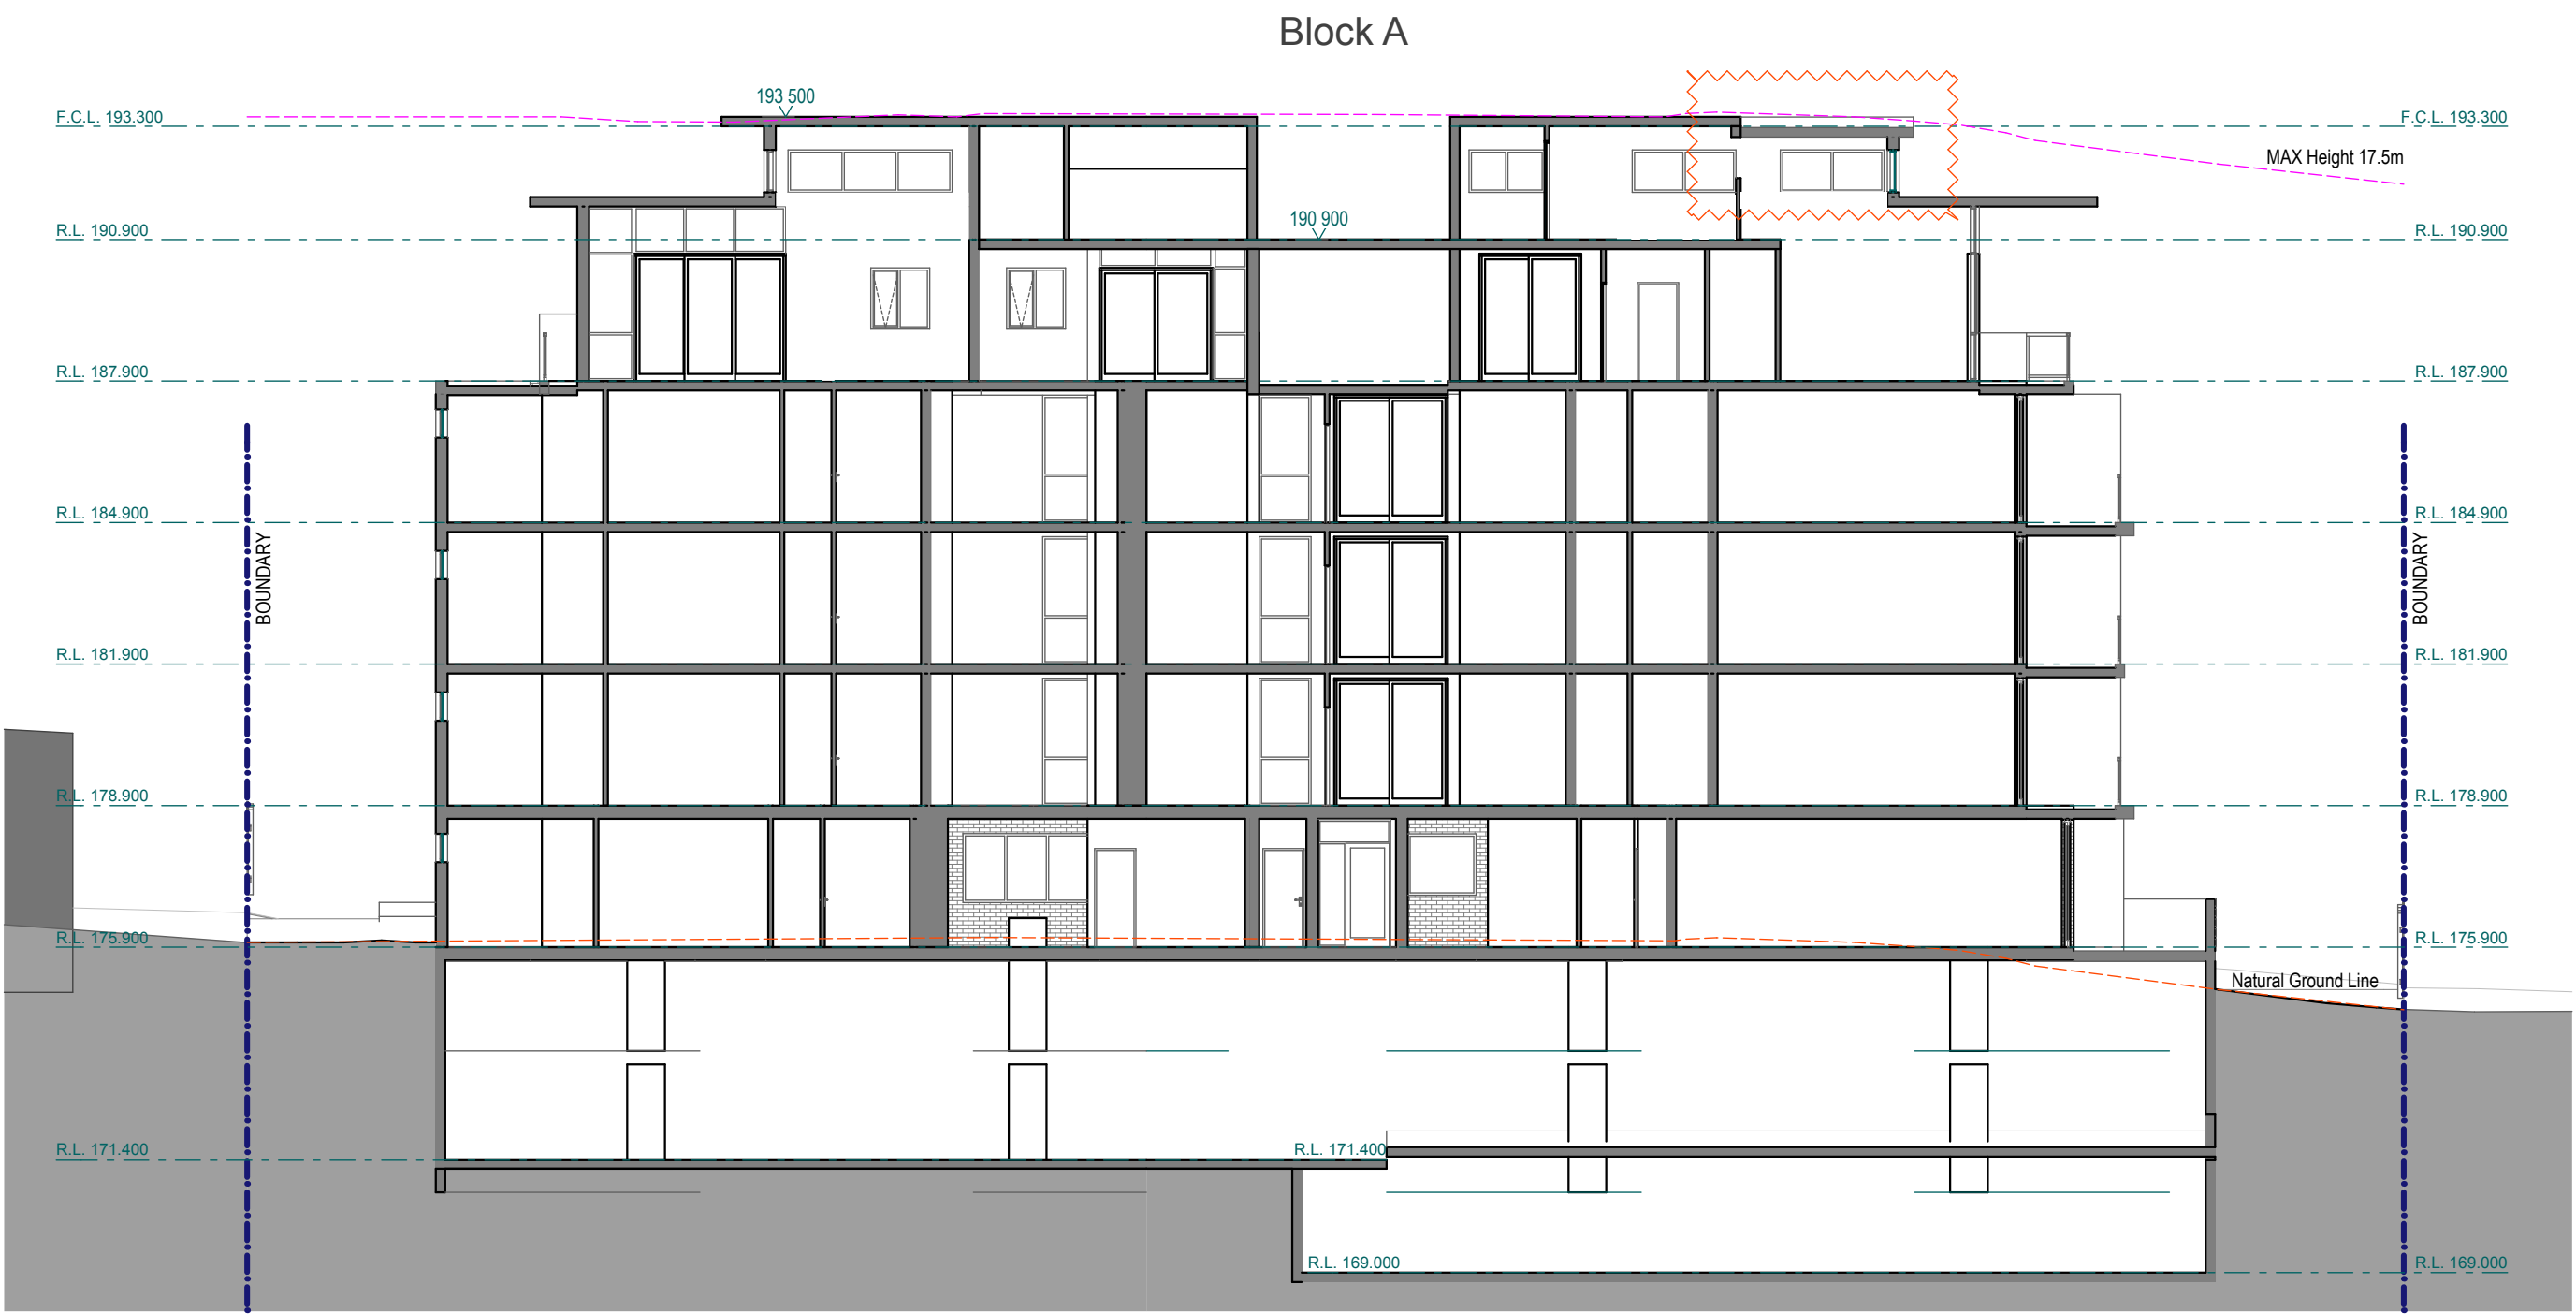 Block A
193 500
F.C.L. 193.300
F.C.L. 193.300
MAX Height 17.5m
190 900
R.L. 190.900
R.L. 190.900
R.L. 187.900
R.L. 187.900
R.L. 184.900
R.L. 184.900
BOUNDARY
BOUNDARY
R.L. 181.900
R.L. 181.900
R.L. 178.900
R.L. 178.900
R.L. 175.900
R.L. 175.900
Natural Ground Line
R.L. 171.400
R.L. 171.400
R.L. 169.000
R.L. 169.000